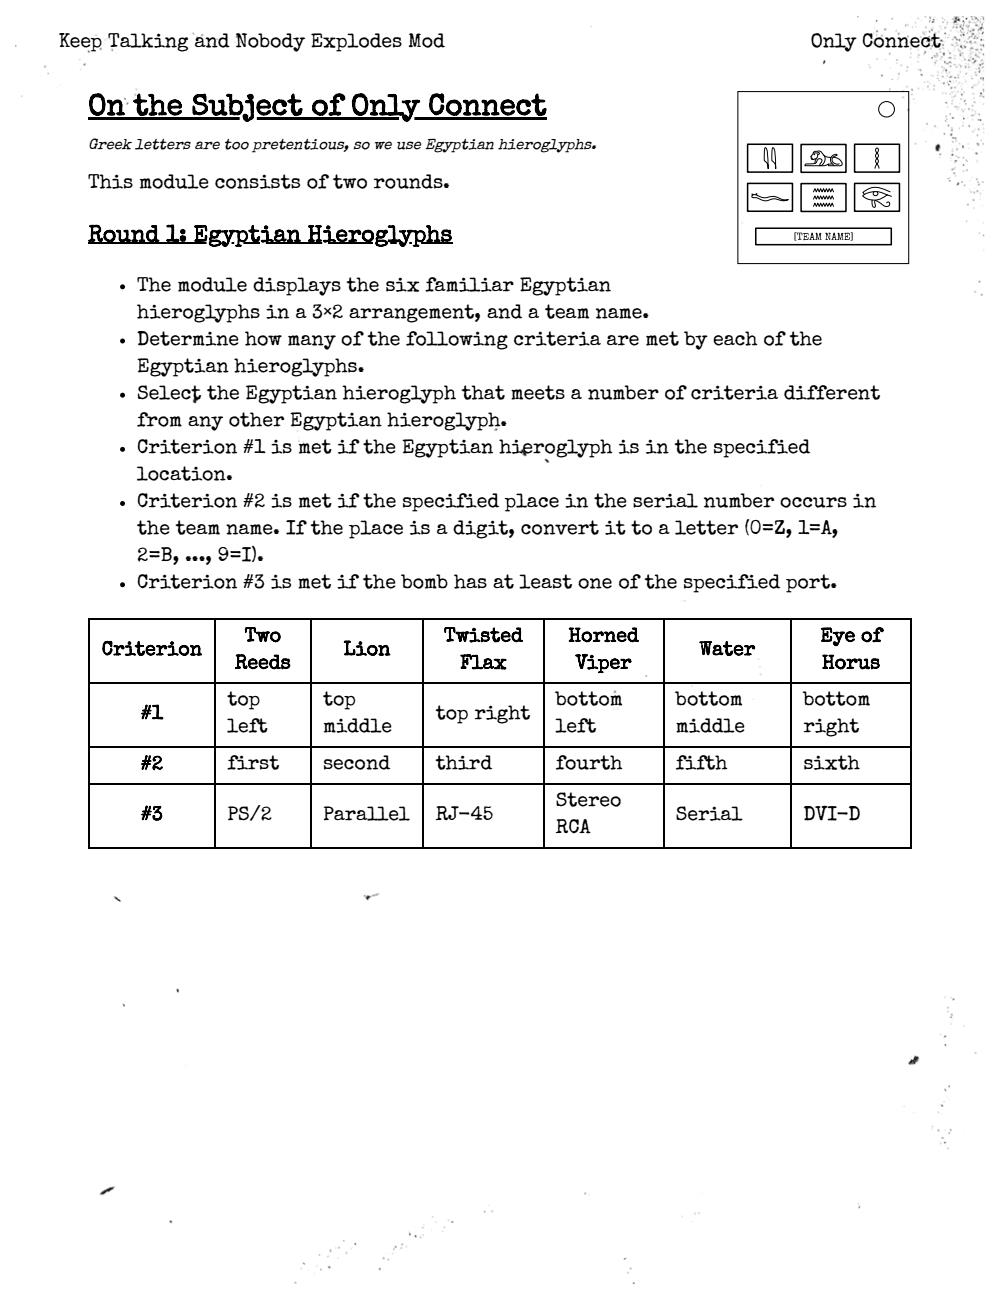 Keep Talking and Nobody Explodes Mod
Only Connect
On the Subject of Only Connect
Greek letters are too pretentious, so we use Egyptian hieroglyphs.
This module consists of two rounds.
[TEAM NAME]
Round 1: Egyptian Hieroglyphs
• The module displays the six familiar Egyptian
hieroglyphs in a 3×2 arrangement, and a team name.
• Determine how many of the following criteria are met by each of the
Egyptian hieroglyphs.
• Select the Egyptian hieroglyph that meets a number of criteria different
from any other Egyptian hieroglyph.
• Criterion #1 is met if the Egyptian hieroglyph is in the specified
location.
• Criterion #2 is met if the specified place in the serial number occurs in
the team name. If the place is a digit, convert it to a letter (0=Z, 1=A,
2=B, ..., 9=I).
• Criterion #3 is met if the bomb has at least one of the specified port.
Criterion Two Reeds Lion Twisted Flax Horned Viper Water Eye of Horus
#1 top left top middle top right bottom left bottom middle bottom right
#2 first second third fourth fifth sixth
#3 PS/2 Parallel RJ-45 Stereo RCA Serial DVI-D